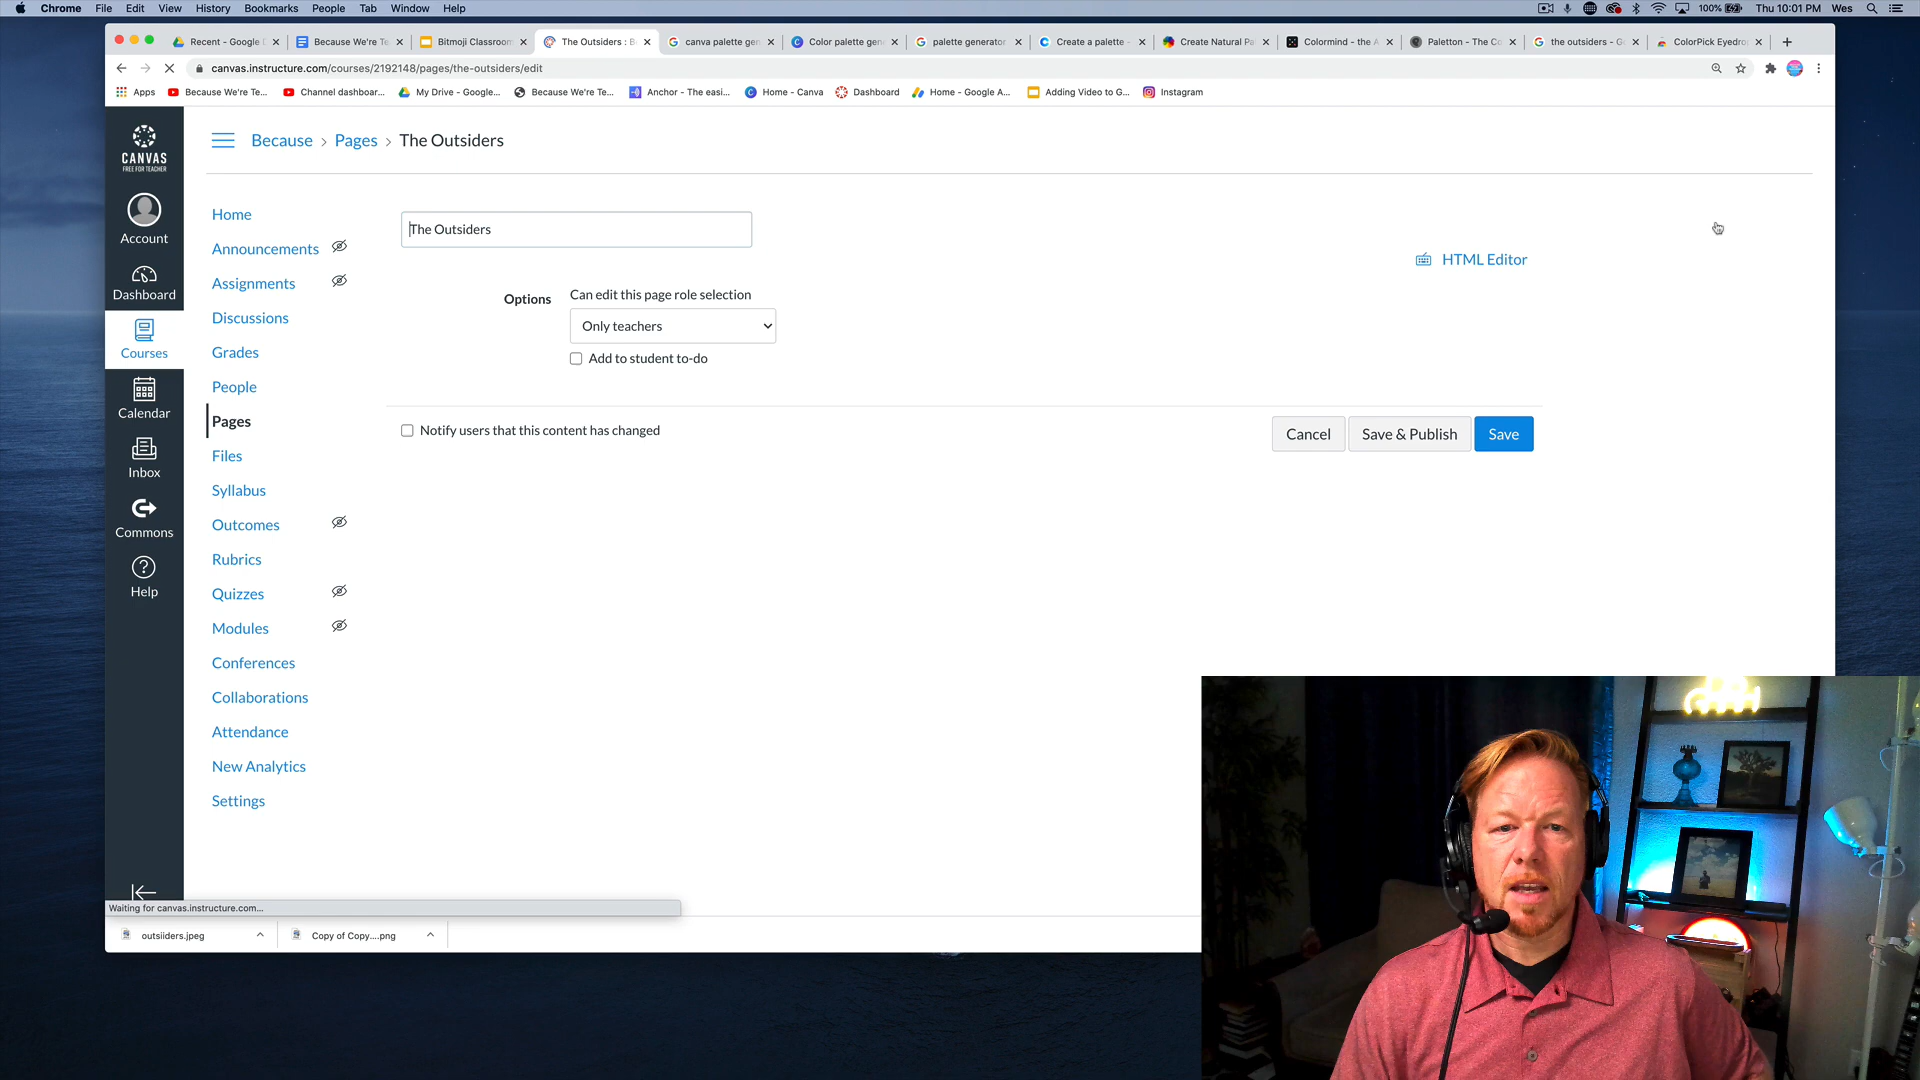 Chrome File Edit View History Bookmarks People Tab Window Help
100% Thu 10:01 PM Wes
Recent - Google D
Because We're Te
Bitmoji Classroom
The Outsiders : B
canva palette gen
Color palette gen
palette generator
Create a palette -
Create Natural Pa
Colormind - the A
Paletton - The Co
the outsiders - G
ColorPick Eyedro
canvas.instructure.com/courses/2192148/pages/the-outsiders/edit
Apps
Because We're Te...
Channel dashboar...
My Drive - Google...
Because We're Te...
Anchor - The easi...
Home - Canva
Dashboard
Home - Google A...
Adding Video to G...
Instagram
CANVAS
FREE FOR TEACHER
Account
Dashboard
Courses
Calendar
Inbox
Commons
Help
Because > Pages > The Outsiders
Home
Announcements
Assignments
Discussions
Grades
People
Pages
Files
Syllabus
Outcomes
Rubrics
Quizzes
Modules
Conferences
Collaborations
Attendance
New Analytics
Settings
The Outsiders
HTML Editor
Options
Can edit this page role selection
Only teachers
Add to student to-do
Notify users that this content has changed
Cancel
Save & Publish
Save
Waiting for canvas.instructure.com...
outsiiders.jpeg
Copy of Copy....png